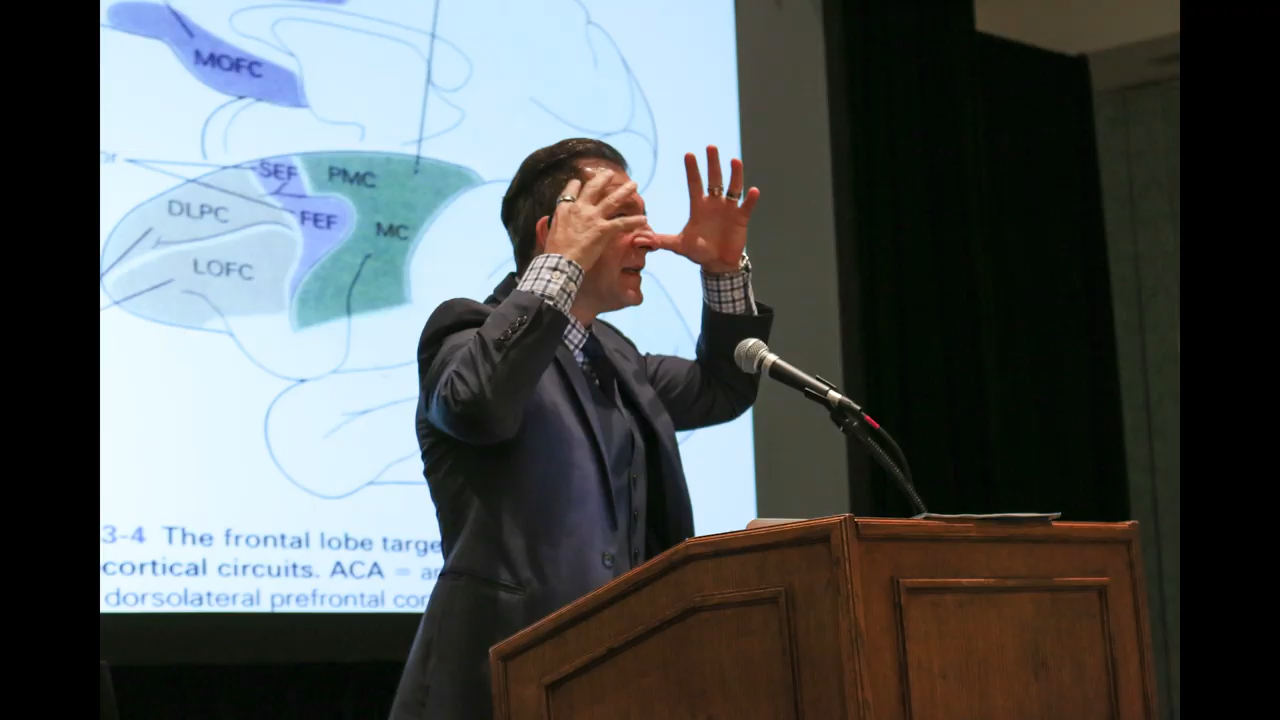 MOFC
SEF
PMC
DLPC
FEF
MC
LOFC
3-4 The frontal lobe targe
cortical circuits. ACA = a
dorsolateral prefrontal co